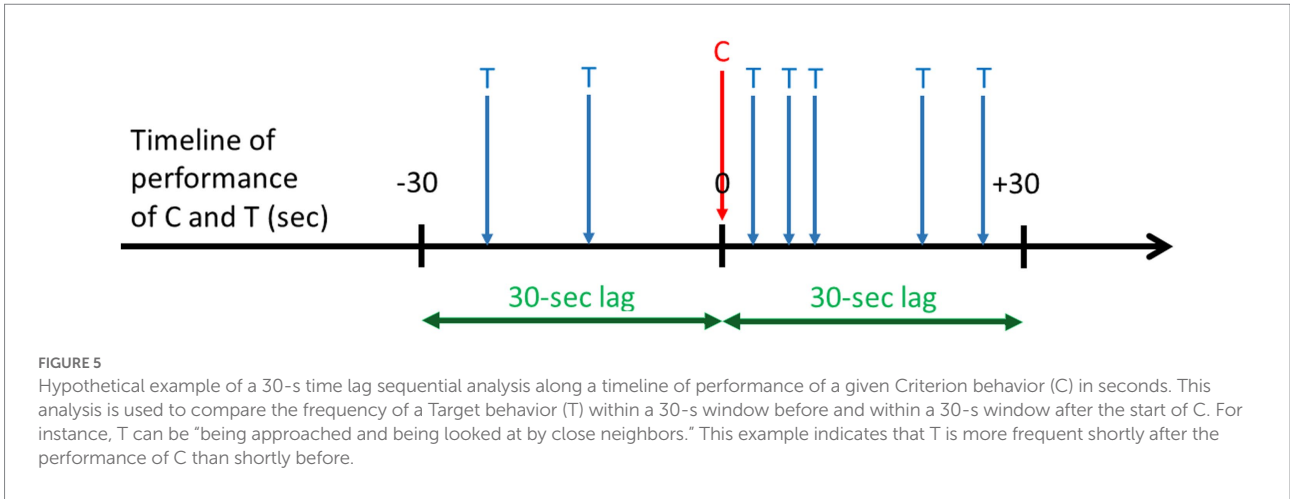 C
T T T T T T T
Timeline of
performance
of C and T (sec)
-30 0 +30
30-sec lag 30-sec lag
FIGURE 5
Hypothetical example of a 30-s time lag sequential analysis along a timeline of performance of a given Criterion behavior (C) in seconds. This
analysis is used to compare the frequency of a Target behavior (T) within a 30-s window before and within a 30-s window after the start of C. For
instance, T can be “being approached and being looked at by close neighbors.” This example indicates that T is more frequent shortly after the
performance of C than shortly before.